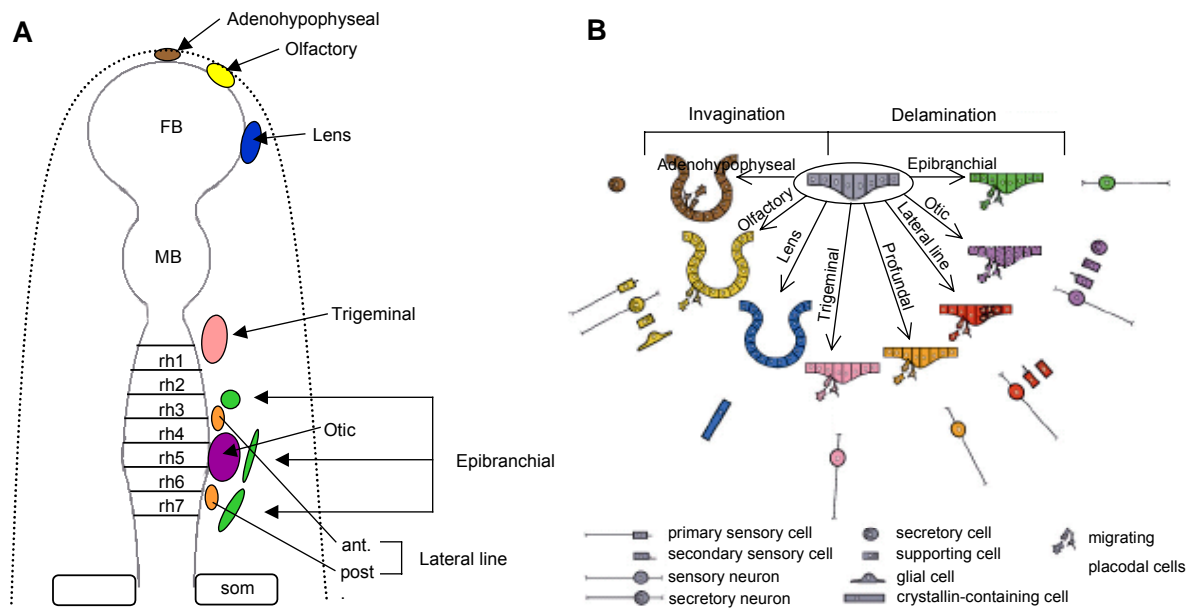 A
Adenohypophyseal
Olfactory
FB
Lens
MB
Trigeminal
rh1
rh2
rh3
rh4
Otic
rh5
Epibranchial
rh6
rh7
ant.
Lateral line
post
som
B
Invagination
Delamination
Adenohypophyseal
Epibranchial
Olfactory
Otic
Lens
Lateral line
Trigeminal
Profundal
primary sensory cell
secondary sensory cell
sensory neuron
secretory neuron
secretory cell
supporting cell
glial cell
crystallin-containing cell
migrating
placodal cells